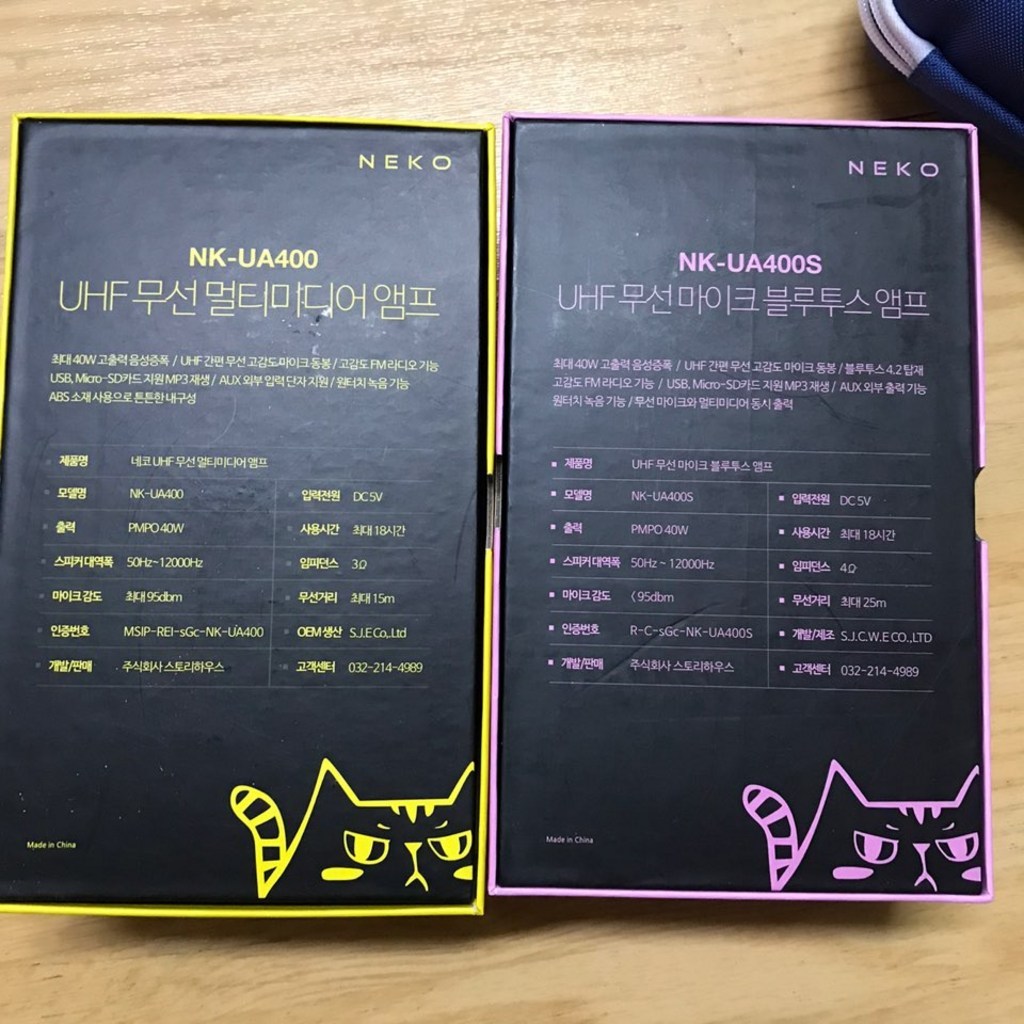 NEKO
NK-UA400
UHF 무선 멀티미디어 앰프
최대 40W 고출력 음성증폭 / UHF 간편 무선 고감도마이크 동봉 / 고감도 FM 라디오 기능
USB, Micro-SD카드 지원 MP3 재생 / AUX 외부 입력 단자 지원 / 원터치 녹음 기능
ABS 소재 사용으로 튼튼한 내구성
제품명 네코 UHF 무선 멀티미디어 앰프
모델명 NK-UA400 입력전원 DC 5V
출력 PMPO 40W 사용시간 최대 18시간
스피커 대역폭 50Hz~12000Hz 임피던스 3Ω
마이크 감도 최대 95dbm 무선거리 최대 15m
인증번호 MSIP-REI-sGc-NK-UA400 OEM 생산 S.J.E Co,.Ltd
개발/판매 주식회사 스토리하우스 고객센터 032-214-4989
Made in China
NEKO
NK-UA400S
UHF 무선 마이크 블루투스 앰프
최대 40W 고출력 음성증폭 / UHF 간편 무선 고감도 마이크 동봉 / 블루투스 4.2 탑재
고감도 FM 라디오 기능 / USB, Micro-SD카드 지원 MP3 재생 / AUX 외부 출력 기능
원터치 녹음 기능 / 무선 마이크와 멀티미디어 동시 출력
제품명 UHF 무선 마이크 블루투스 앰프
모델명 NK-UA400S 입력전원 DC 5V
출력 PMPO 40W 사용시간 최대 18시간
스피커 대역폭 50Hz ~ 12000Hz 임피던스 4Ω
마이크 감도 < 95dbm 무선거리 최대 25m
인증번호 R-C-sGc-NK-UA400S 개발/제조 S.J.C.W.E CO.,LTD
개발/판매 주식회사 스토리하우스 고객센터 032-214-4989
Made in China